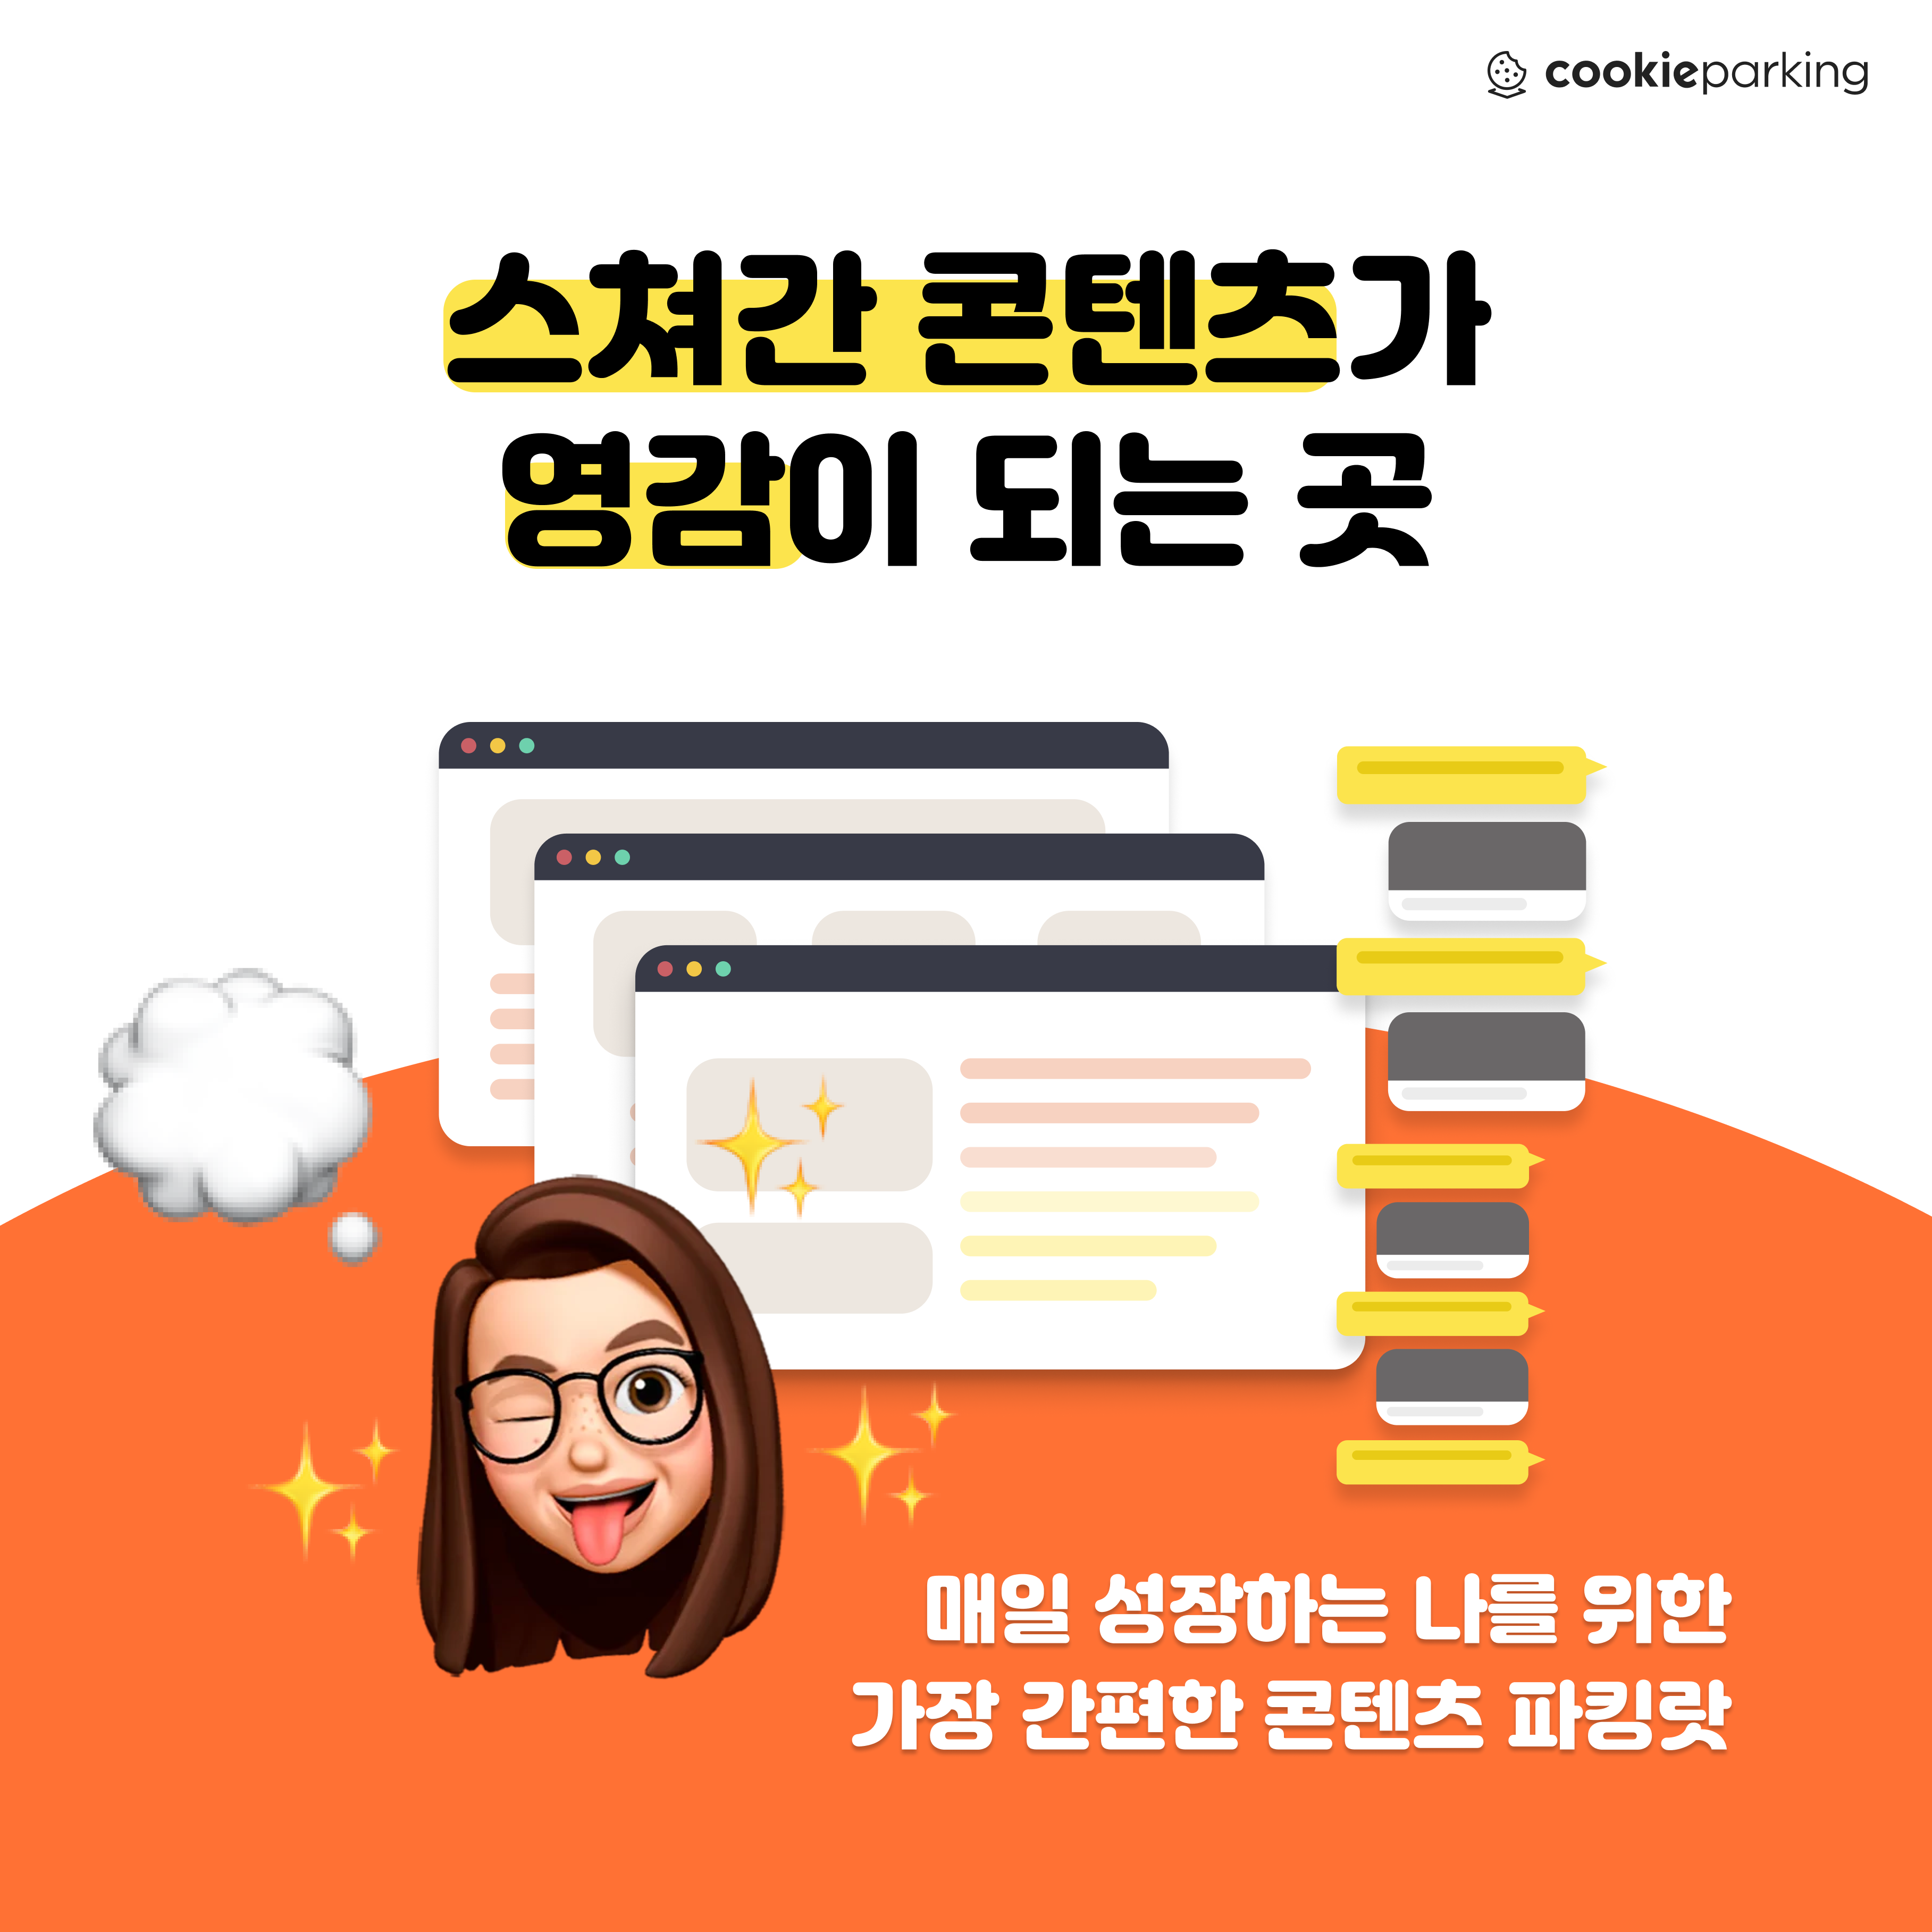 cookieparking
스쳐간 콘텐츠가
영감이 되는 곳
매일 성장하는 나를 위한
가장 간편한 콘텐츠 파킹랏